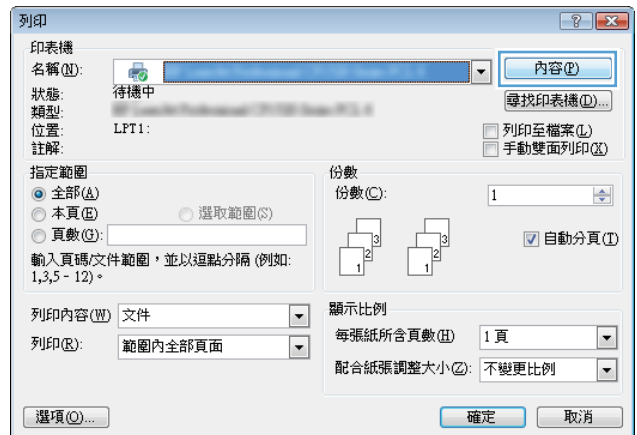 列印
印表機
名稱(N):
內容(P)
狀態: 待機中
尋找印表機(D)...
類型:
位置: LPT1:
列印至檔案(L)
註解:
手動雙面列印(X)
指定範圍
全部(A)
本頁(E) 選取範圍(S)
頁數(G):
輸入頁碼/文件範圍，並以逗點分隔 (例如:
1,3,5 - 12)。
份數
份數(C): 1
1 2 3 1 2 3
自動分頁(T)
列印內容(W) 文件
列印(R): 範圍內全部頁面
顯示比例
每張紙所含頁數(H) 1 頁
配合紙張調整大小(Z): 不變更比例
選項(O)... 確定 取消